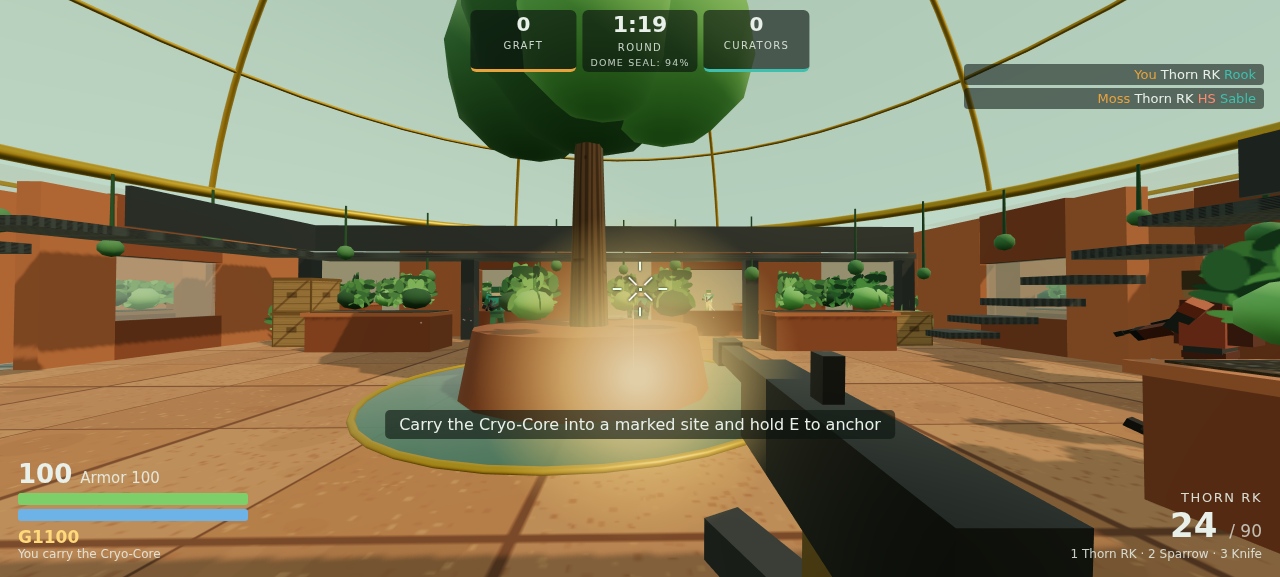 0
GRAFT
1:19
ROUND
DOME SEAL: 94%
0
CURATORS
You Thorn RK Rook
Moss Thorn RK HS Sable
Carry the Cryo-Core into a marked site and hold E to anchor
100 Armor 100
G1100
You carry the Cryo-Core
THORN RK
24 / 90
1 Thorn RK · 2 Sparrow · 3 Knife